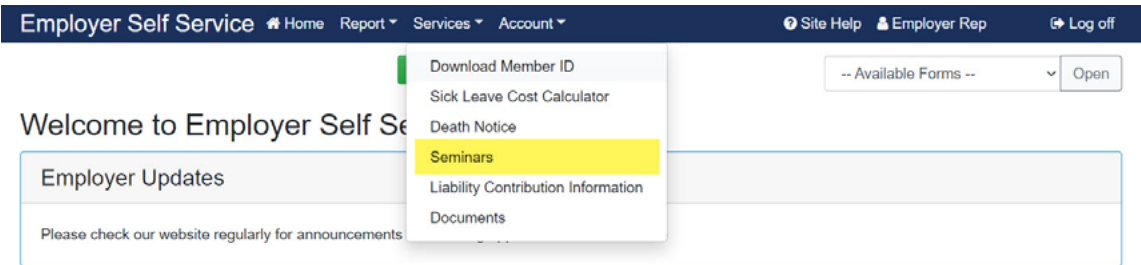 Employer Self Service Home Report Services Account Site Help Employer Rep Log off
Download Member ID
-- Available Forms -- Open
Sick Leave Cost Calculator
Welcome to Employer Self Se
Death Notice
Seminars
Employer Updates
Liability Contribution Information
Documents
Please check our website regularly for announcements